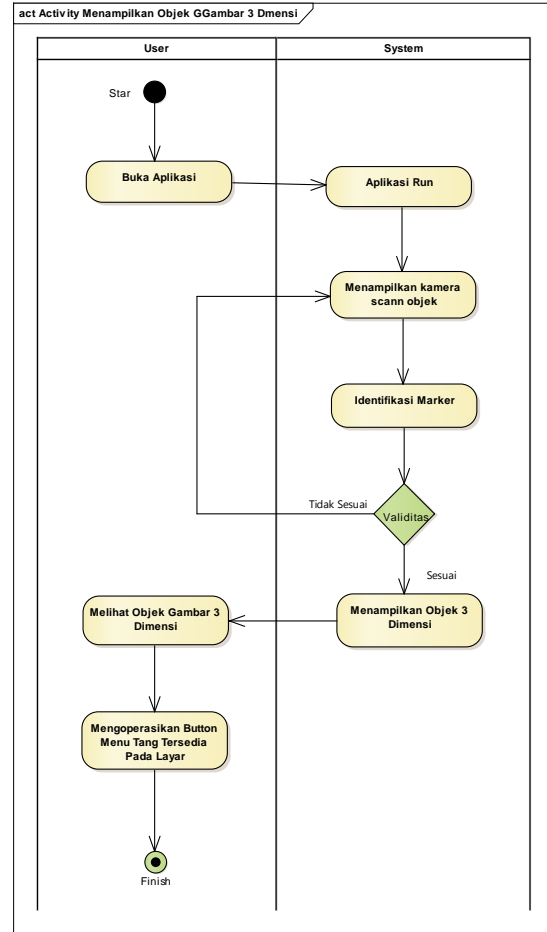 act Activity Menampilkan Objek GGambar 3 Dmensi
User
System
Star
Buka Aplikasi
Aplikasi Run
Menampilkan kamera
scann objek
Identifikasi Marker
Tidak Sesuai
Validitas
Sesuai
Melihat Objek Gambar 3
Dimensi
Menampilkan Objek 3
Dimensi
Mengoperasikan Button
Menu Tang Tersedia
Pada Layar
Finish